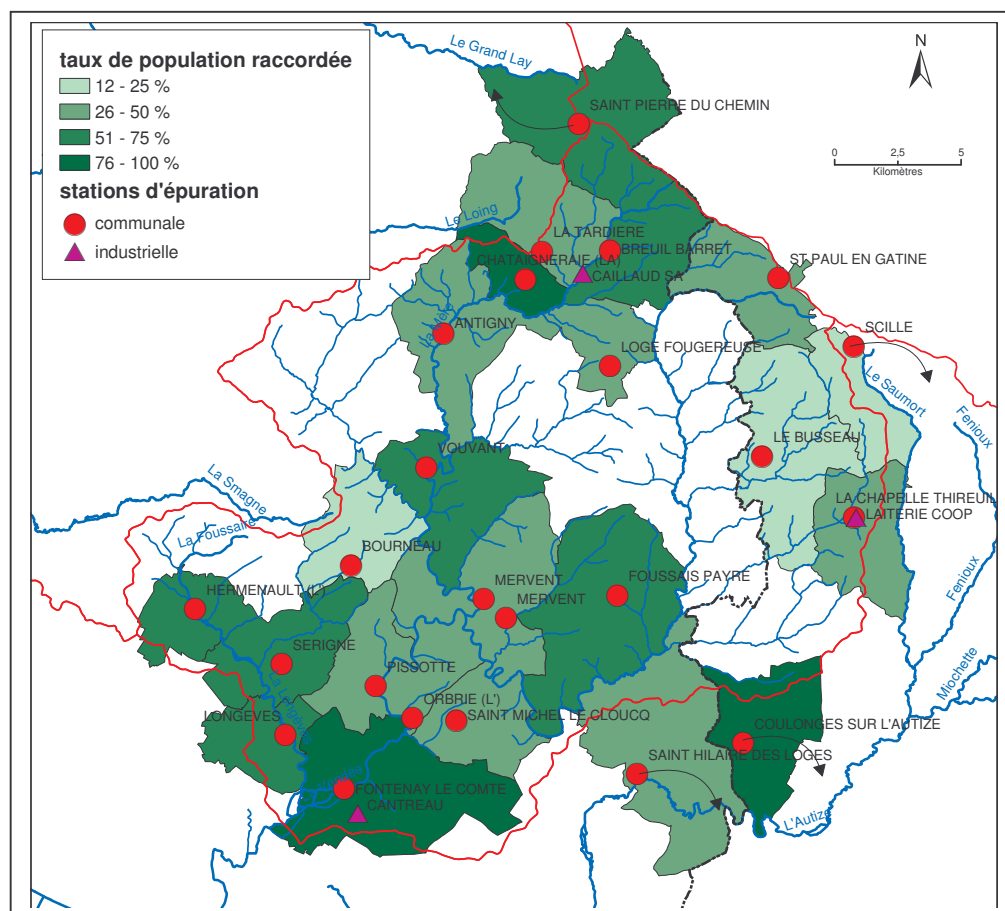 taux de population raccordée
12 - 25 %
26 - 50 %
51 - 75 %
76 - 100 %
stations d'épuration
communale
industrielle
N
0 2,5 5
Kilomètres
Le Grand Lay
SAINT PIERRE DU CHEMIN
Le Loing
LA TARDIERE
BREUIL BARRET
CHATAIGNERAIE (LA)
CAILLAUD SA
ST PAUL EN GATINE
La Mère
ANTIGNY
SCILLE
LOGE FOUGEREUSE
Le Saumort
Fenioux
LE BUSSEAU
VOUVANT
La Smagne
LA CHAPELLE THIREUIL
LAITERIE COOP
La Foussaire
BOURNEAU
HERMENAULT (L')
MERVENT
MERVENT
FOUSSAIS PAYRE
Fenioux
SERIGNE
PISSOTTE
Miochette
LONGEVES
ORBRIE (L')
SAINT MICHEL LE CLOUCQ
COULONGES SUR L'AUTIZE
SAINT HILAIRE DES LOGES
FONTENAY LE COMTE
CANTREAU
L'Autize